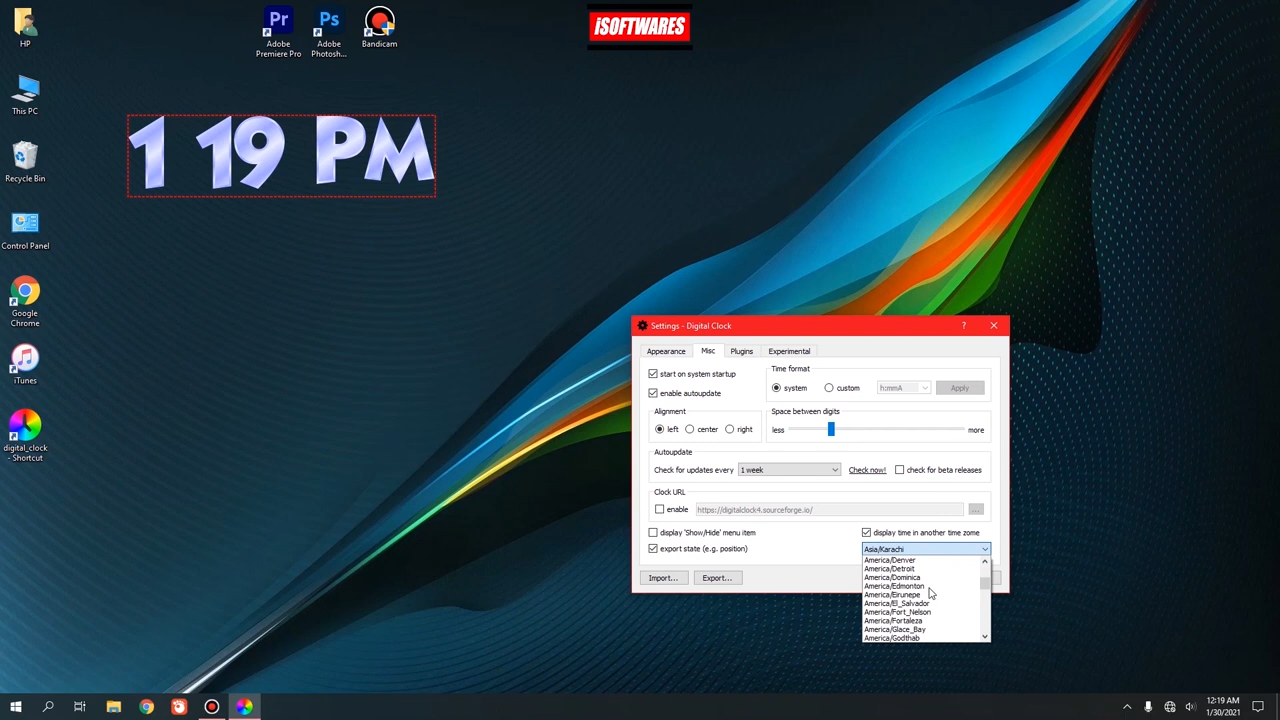 HP
This PC
Recycle Bin
Control Panel
Google
Chrome
iTunes
digital_clock
- Shortcut
Adobe
Premiere Pro
Adobe
Photosh...
Bandicam
iSOFTWARES
1 19 PM
Settings - Digital Clock
?
Appearance
Misc
Plugins
Experimental
start on system startup
enable autoupdate
Time format
system
custom
h:mmA
Apply
Alignment
left
center
right
Space between digits
less
more
Autoupdate
Check for updates every
1 week
Check now!
check for beta releases
Clock URL
enable
https://digitalclock4.sourceforge.io/
...
display 'Show/Hide' menu item
display time in another time zome
export state (e.g. position)
Asia/Karachi
America/Denver
America/Detroit
America/Dominica
America/Edmonton
America/Eirunepe
America/El_Salvador
America/Fort_Nelson
America/Fortaleza
America/Glace_Bay
America/Godthab
Import...
Export...
12:19 AM
1/30/2021